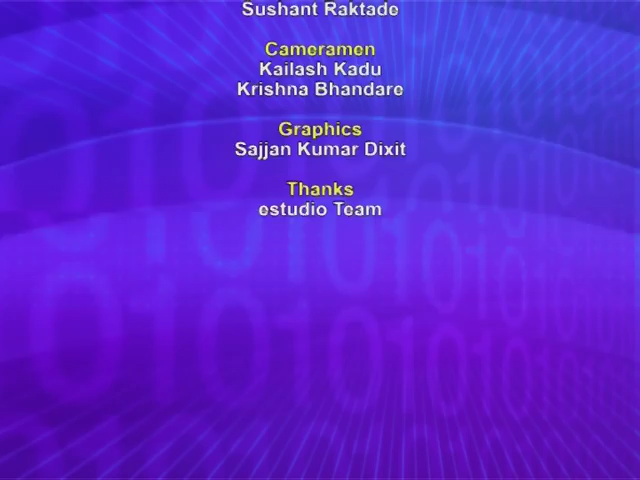 Sushant Raktade
Cameramen
Kailash Kadu
Krishna Bhandare
Graphics
Sajjan Kumar Dixit
Thanks
estudio Team